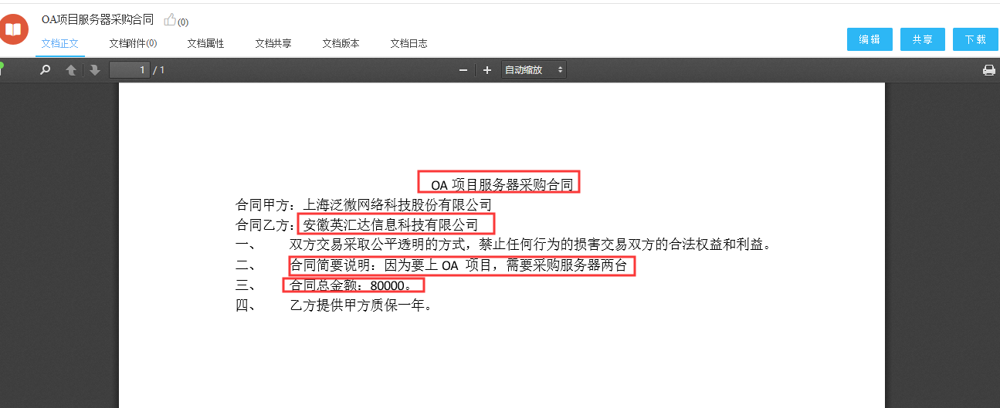 OA项目服务器采购合同 (0)
文档正文 文档附件(0) 文档属性 文档共享 文档版本 文档日志
编辑 共享 下载
1 / 1 自动缩放
OA 项目服务器采购合同
合同甲方：上海泛微网络科技股份有限公司
合同乙方：安徽英汇达信息科技有限公司
一、 双方交易采取公平透明的方式，禁止任何行为的损害交易双方的合法权益和利益。
二、 合同简要说明：因为要上 OA 项目，需要采购服务器两台
三、 合同总金额：80000。
四、 乙方提供甲方质保一年。